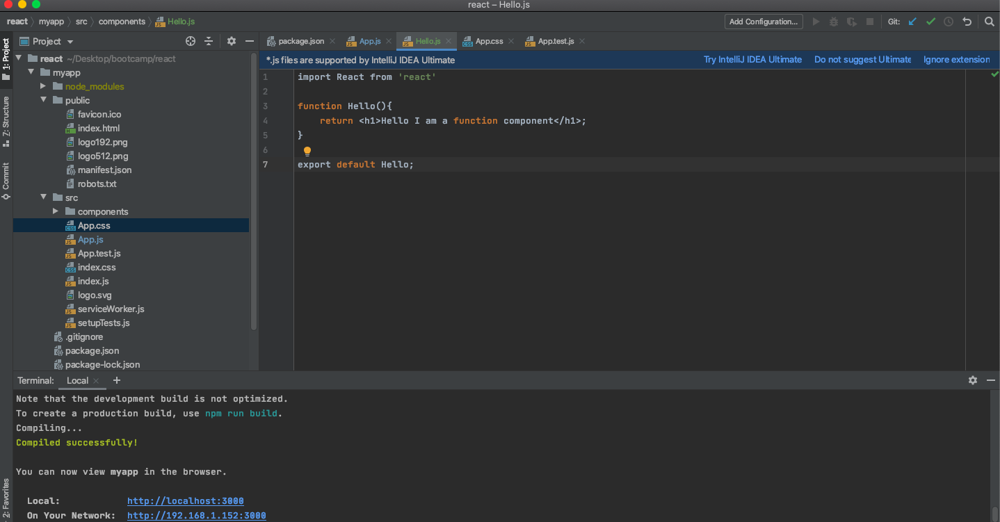 react – Hello.js
react myapp src components Hello.js Add Configuration... Git:
1: Project
Project
package.json App.js Hello.js App.css App.test.js
*.js files are supported by IntelliJ IDEA Ultimate Try IntelliJ IDEA Ultimate Do not suggest Ultimate Ignore extension
react ~/Desktop/bootcamp/react
myapp
node_modules
public
favicon.ico
index.html
logo192.png
logo512.png
manifest.json
robots.txt
src
components
App.css
App.js
App.test.js
index.css
index.js
logo.svg
serviceWorker.js
setupTests.js
.gitignore
package.json
package-lock.json
7: Structure
Commit
2: Favorites
1 import React from 'react'
2
3 function Hello(){
4 return <h1>Hello I am a function component</h1>;
5 }
6
7 export default Hello;
Terminal: Local +
Note that the development build is not optimized.
To create a production build, use npm run build.
Compiling...
Compiled successfully!
You can now view myapp in the browser.
Local: http://localhost:3000
On Your Network: http://192.168.1.152:3000